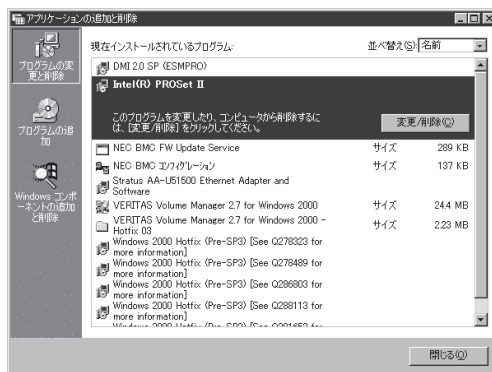 アプリケーションの追加と削除
プログラムの変
更と削除
プログラムの追
加
Windows コンポ
ーネントの追加
と削除
現在インストールされているプログラム:
並べ替え(S): 名前
DMI 2.0 SP (ESMPRO)
Intel(R) PROSet II
このプログラムを変更したり、コンピュータから削除するに
は、[変更/削除] をクリックしてください。
変更/削除(C)
NEC BMC FW Update Service サイズ 289 KB
NEC BMC コンフィグレーション サイズ 137 KB
Stratus AA-U51500 Ethernet Adapter and
Software
VERITAS Volume Manager 2.7 for Windows 2000 サイズ 24.4 MB
VERITAS Volume Manager 2.7 for Windows 2000 -
Hotfix 03 サイズ 2.23 MB
Windows 2000 Hotfix (Pre-SP3) [See Q278323 for
more information]
Windows 2000 Hotfix (Pre-SP3) [See Q278489 for
more information]
Windows 2000 Hotfix (Pre-SP3) [See Q286803 for
more information]
Windows 2000 Hotfix (Pre-SP3) [See Q288113 for
more information]
閉じる(O)